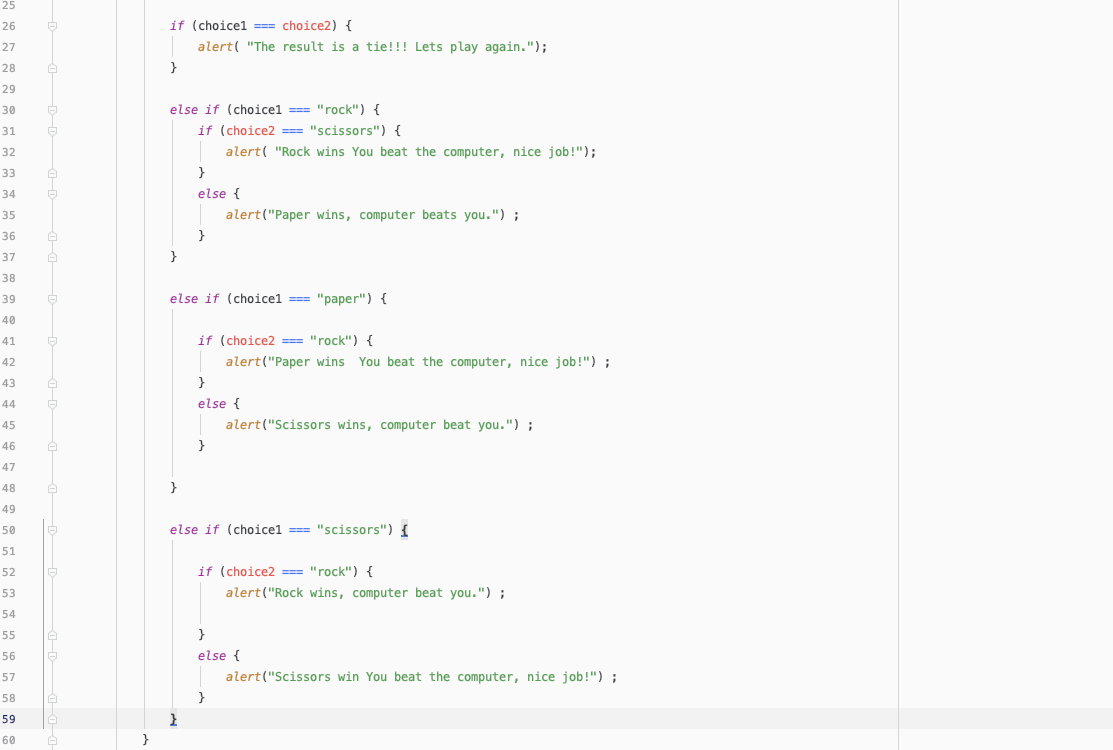 25
26 if (choice1 === choice2) {
27 alert( "The result is a tie!!! Lets play again.");
28 }
29
30 else if (choice1 === "rock") {
31 if (choice2 === "scissors") {
32 alert( "Rock wins You beat the computer, nice job!");
33 }
34 else {
35 alert("Paper wins, computer beats you.") ;
36 }
37 }
38
39 else if (choice1 === "paper") {
40
41 if (choice2 === "rock") {
42 alert("Paper wins  You beat the computer, nice job!") ;
43 }
44 else {
45 alert("Scissors wins, computer beat you.") ;
46 }
47
48 }
49
50 else if (choice1 === "scissors") {
51
52 if (choice2 === "rock") {
53 alert("Rock wins, computer beat you.") ;
54
55 }
56 else {
57 alert("Scissors win You beat the computer, nice job!") ;
58 }
59 }
60 }